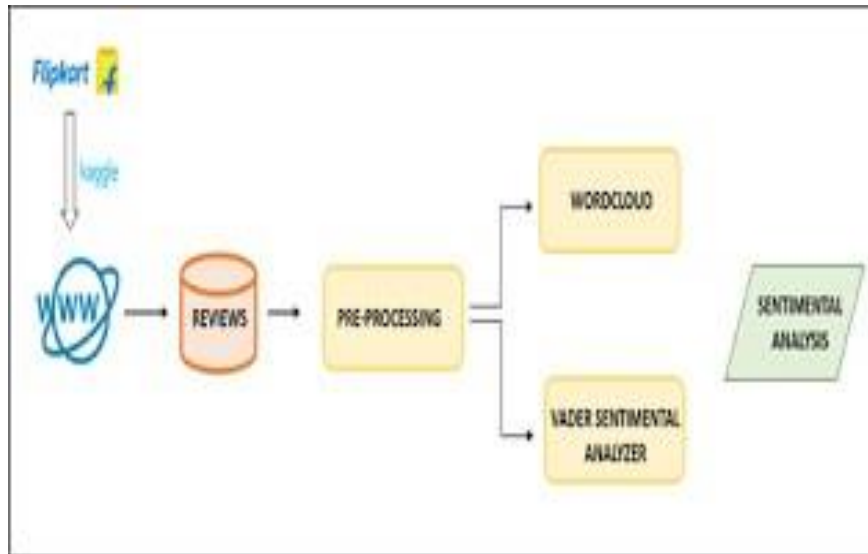 Flipkart
kaggle
WWW
REVIEWS
PRE-PROCESSING
WORDCLOUD
VADER SENTIMENTAL
ANALYZER
SENTIMENTAL
ANALYSIS